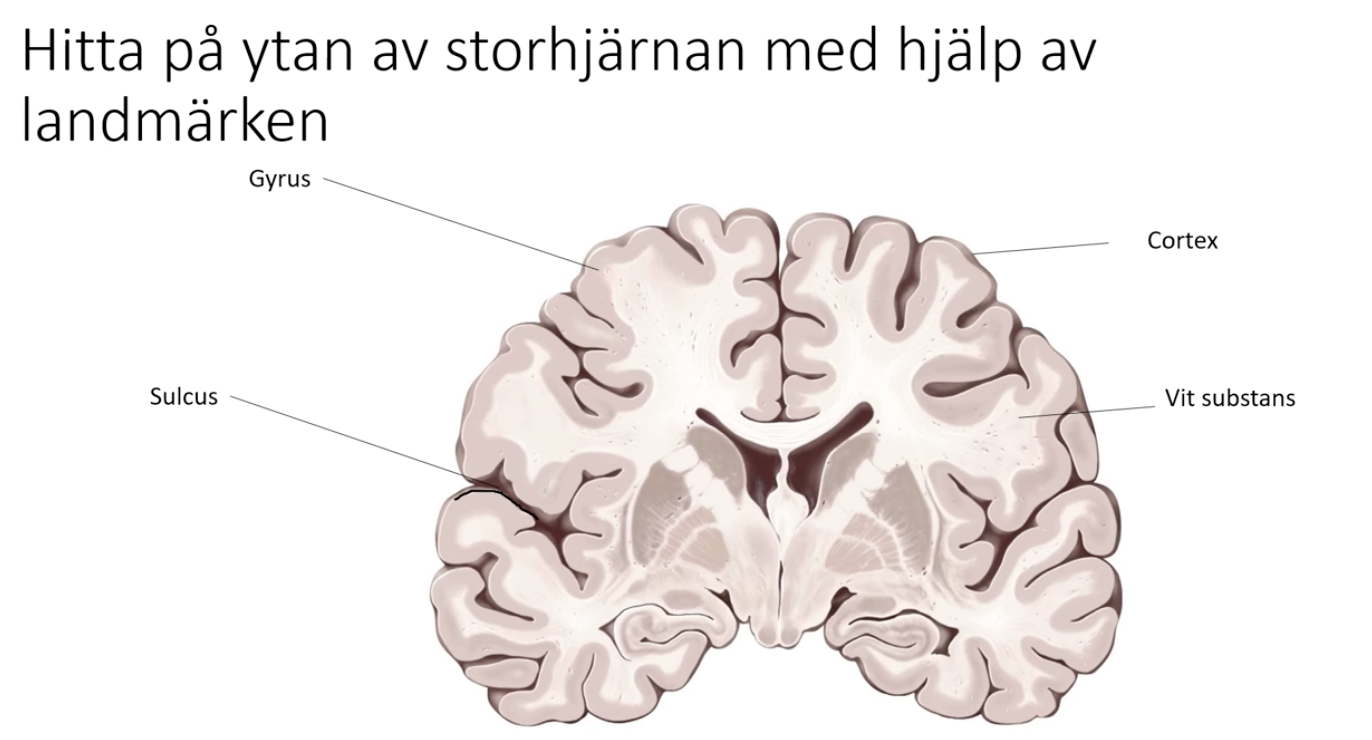 Hitta på ytan av storhjärnan med hjälp av
landmärken
Gyrus
Cortex
Sulcus
Vit substans